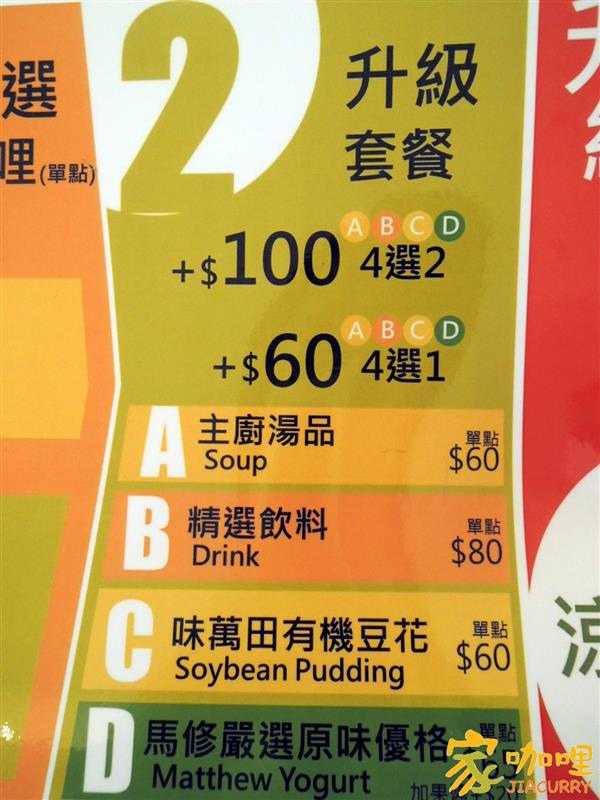 選
哩(單點)
2
升級
套餐
A B C D
+$100 4選2
A B C D
+$60 4選1
A 主廚湯品 單點
Soup $60
B 精選飲料 單點
Drink $80
C 味萬田有機豆花 單點
Soybean Pudding $60
D 馬修嚴選原味優格 單點
Matthew Yogurt
加果
家咖哩
JIACURRY